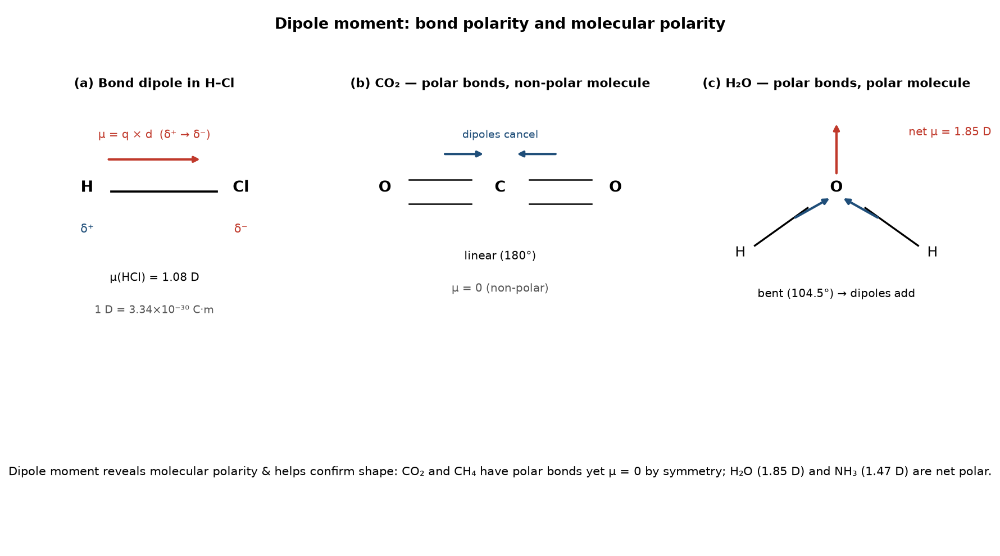 Dipole moment: bond polarity and molecular polarity
(a) Bond dipole in H–Cl
μ = q × d  (δ⁺ → δ⁻)
H
Cl
δ⁺
δ⁻
μ(HCl) = 1.08 D
1 D = 3.34×10⁻³⁰ C·m
(b) CO₂ — polar bonds, non-polar molecule
dipoles cancel
O
C
O
linear (180°)
μ = 0 (non-polar)
(c) H₂O — polar bonds, polar molecule
net μ = 1.85 D
O
H
H
bent (104.5°) → dipoles add
Dipole moment reveals molecular polarity & helps confirm shape: CO₂ and CH₄ have polar bonds yet μ = 0 by symmetry; H₂O (1.85 D) and NH₃ (1.47 D) are net polar.